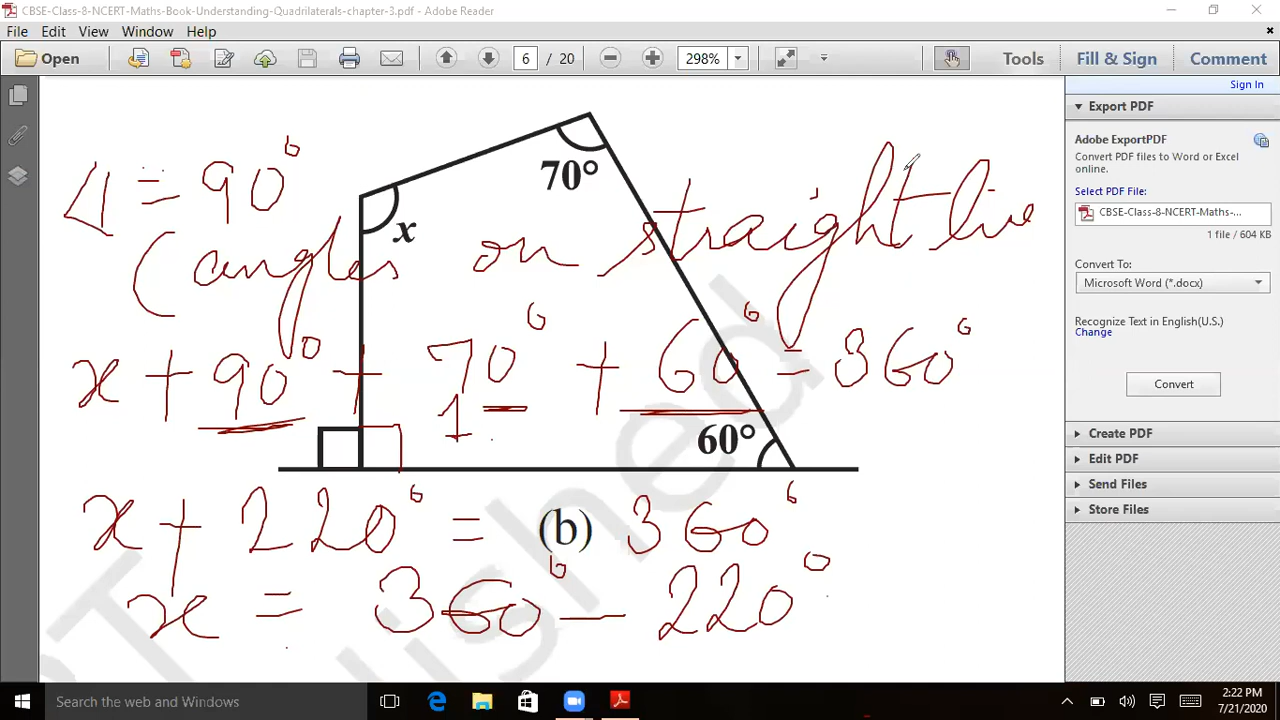 CBSE-Class-8-NCERT-Maths-Book-Understanding-Quadrilaterals-chapter-3.pdf - Adobe Reader
File Edit View Window Help
Open 6 / 20 298% Tools Fill & Sign Comment
Sign In
Export PDF
Adobe ExportPDF
Convert PDF files to Word or Excel
online.
Select PDF File:
CBSE-Class-8-NCERT-Maths-...
1 file / 604 KB
Convert To:
Microsoft Word (*.docx)
Recognize Text in English(U.S.)
Change
Convert
Create PDF
Edit PDF
Send Files
Store Files
70°
= 90°
x
( angles on straight line
x + 90° + 70° + 60° = 360°
1
60°
x + 220° = 360°
(b)
x = 360° - 220°
Search the web and Windows
2:22 PM
7/21/2020